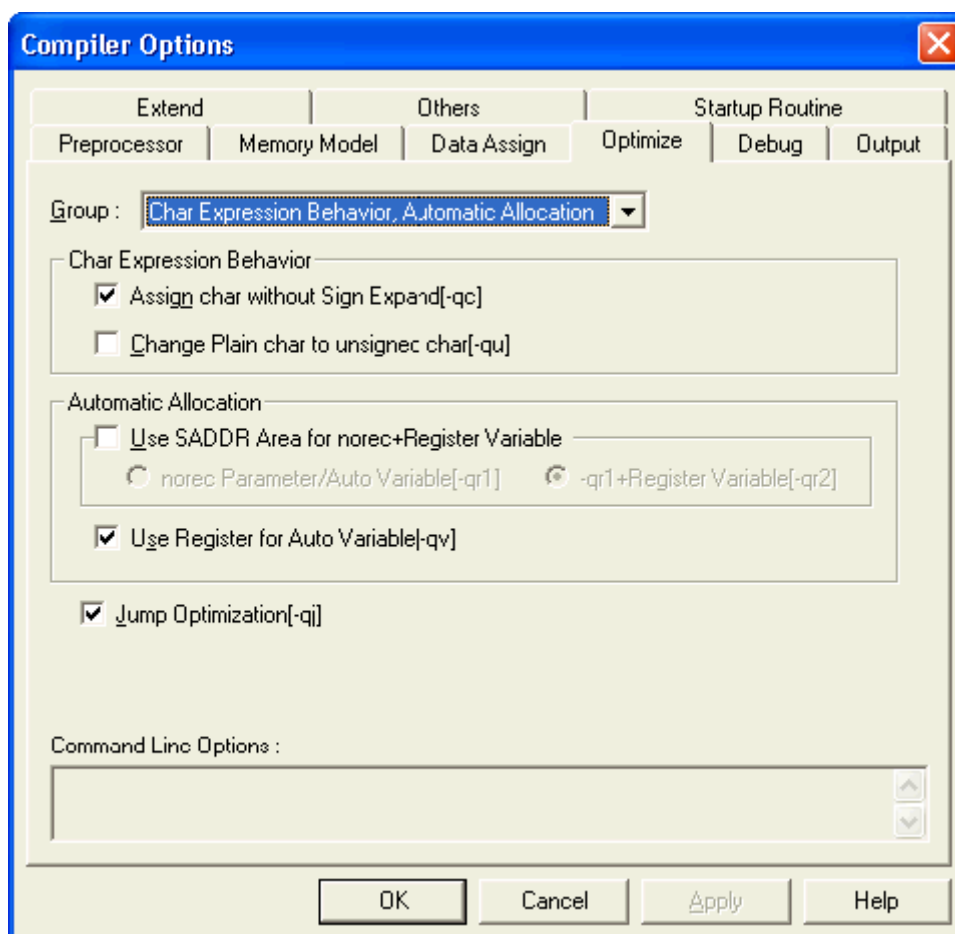 Compiler Options
Extend Others Startup Routine
Preprocessor Memory Model Data Assign Optimize Debug Output
Group : Char Expression Behavior, Automatic Allocation
Char Expression Behavior
Assign char without Sign Expand[-qc]
Change Plain char to unsigned char[-qu]
Automatic Allocation
Use SADDR Area for norec+Register Variable
norec Parameter/Auto Variable[-qr1] -qr1+Register Variable[-qr2]
Use Register for Auto Variable[-qv]
Jump Optimization[-qj]
Command Line Options :
OK Cancel Apply Help